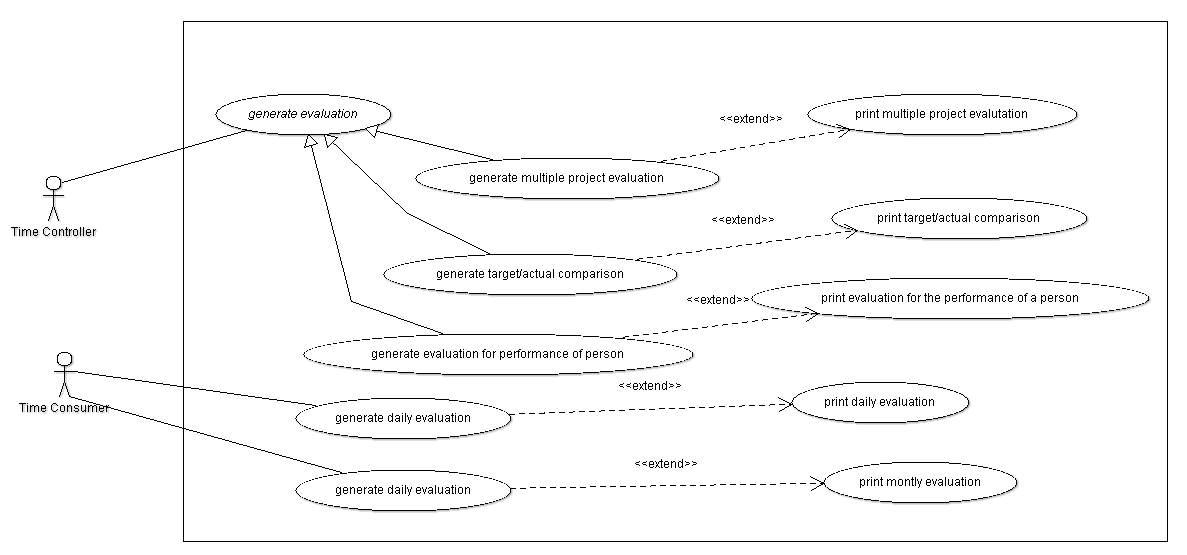 generate evaluation
<<extend>>
print multiple project evalutation
generate multiple project evaluation
Time Controller
<<extend>>
print target/actual comparison
generate target/actual comparison
<<extend>>
print evaluation for the performance of a person
generate evaluation for performance of person
Time Consumer
<<extend>>
print daily evaluation
generate daily evaluation
<<extend>>
print montly evaluation
generate daily evaluation